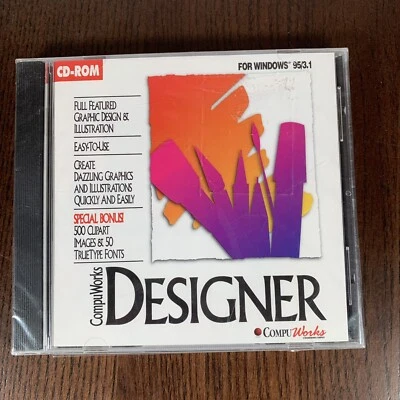 CD-ROM
FOR WINDOWS® 95/3.1
FULL FEATURED
GRAPHIC DESIGN &
ILLUSTRATION
EASY-TO-USE
CREATE
DAZZLING GRAPHICS
AND ILLUSTRATIONS
QUICKLY AND EASILY
SPECIAL BONUS!
500 CLIPART
IMAGES & 50
TRUETYPE FONTS
CompuWorks
DESIGNER
COMPUWorks